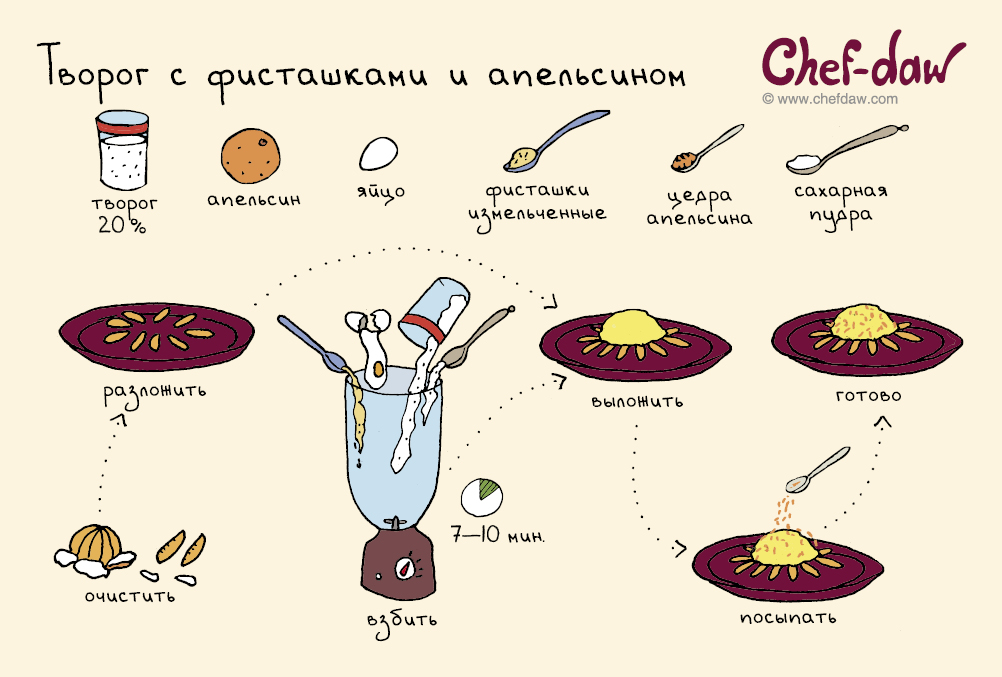 Творог с фисташками и апельсином
Chef-daw
© www.chefdaw.com
творог
20%
апельсин
яйцо
фисташки
измельченные
цедра
апельсина
сахарная
пудра
разложить
выложить
готово
7—10 мин.
очистить
взбить
посыпать